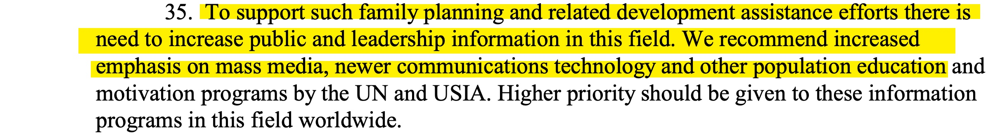 35. To support such family planning and related development assistance efforts there is
need to increase public and leadership information in this field. We recommend increased
emphasis on mass media, newer communications technology and other population education and
motivation programs by the UN and USIA. Higher priority should be given to these information
programs in this field worldwide.